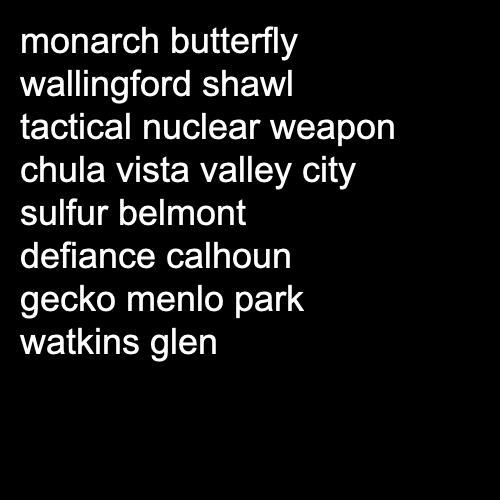 monarch butterfly
wallingford shawl
tactical nuclear weapon
chula vista valley city
sulfur belmont
defiance calhoun
gecko menlo park
watkins glen